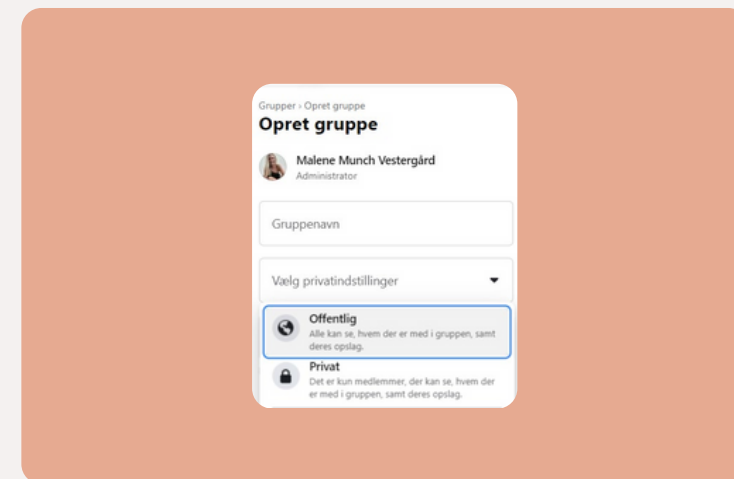 Grupper › Opret gruppe
Opret gruppe
Malene Munch Vestergård
Administrator
Gruppenavn
Vælg privatindstillinger
Offentlig
Alle kan se, hvem der er med i gruppen, samt
deres opslag.
Privat
Det er kun medlemmer, der kan se, hvem der
er med i gruppen, samt deres opslag.